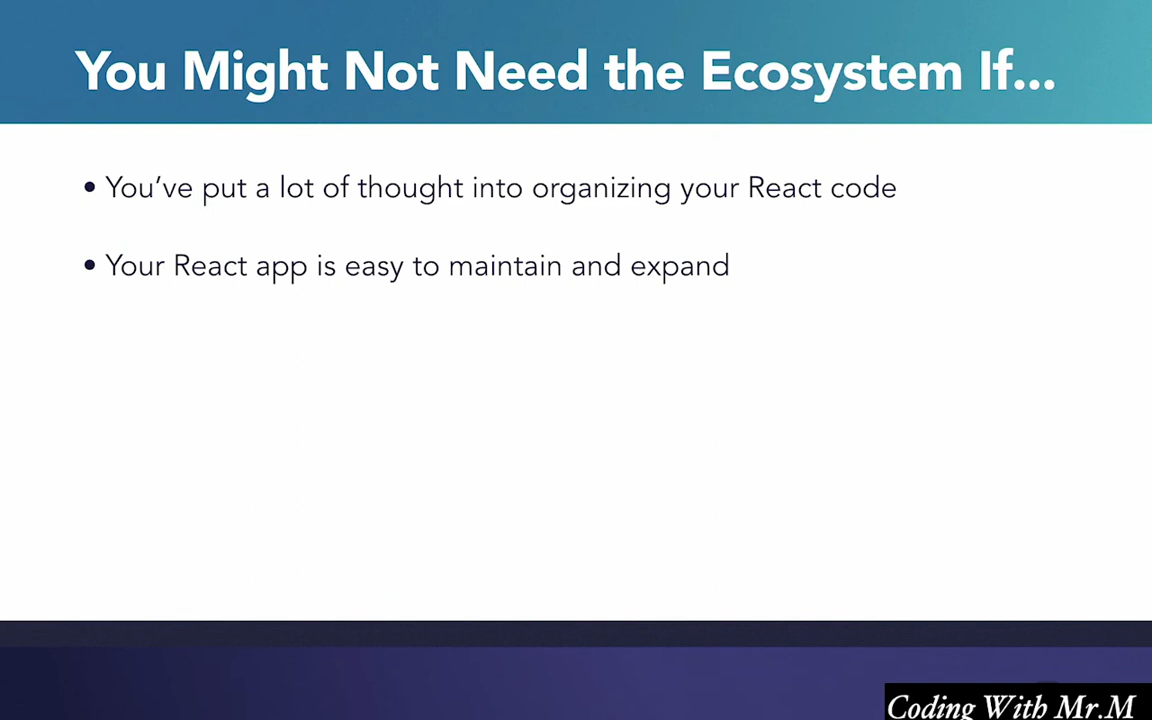 You Might Not Need the Ecosystem If...
• You’ve put a lot of thought into organizing your React code
• Your React app is easy to maintain and expand
Coding With Mr.M